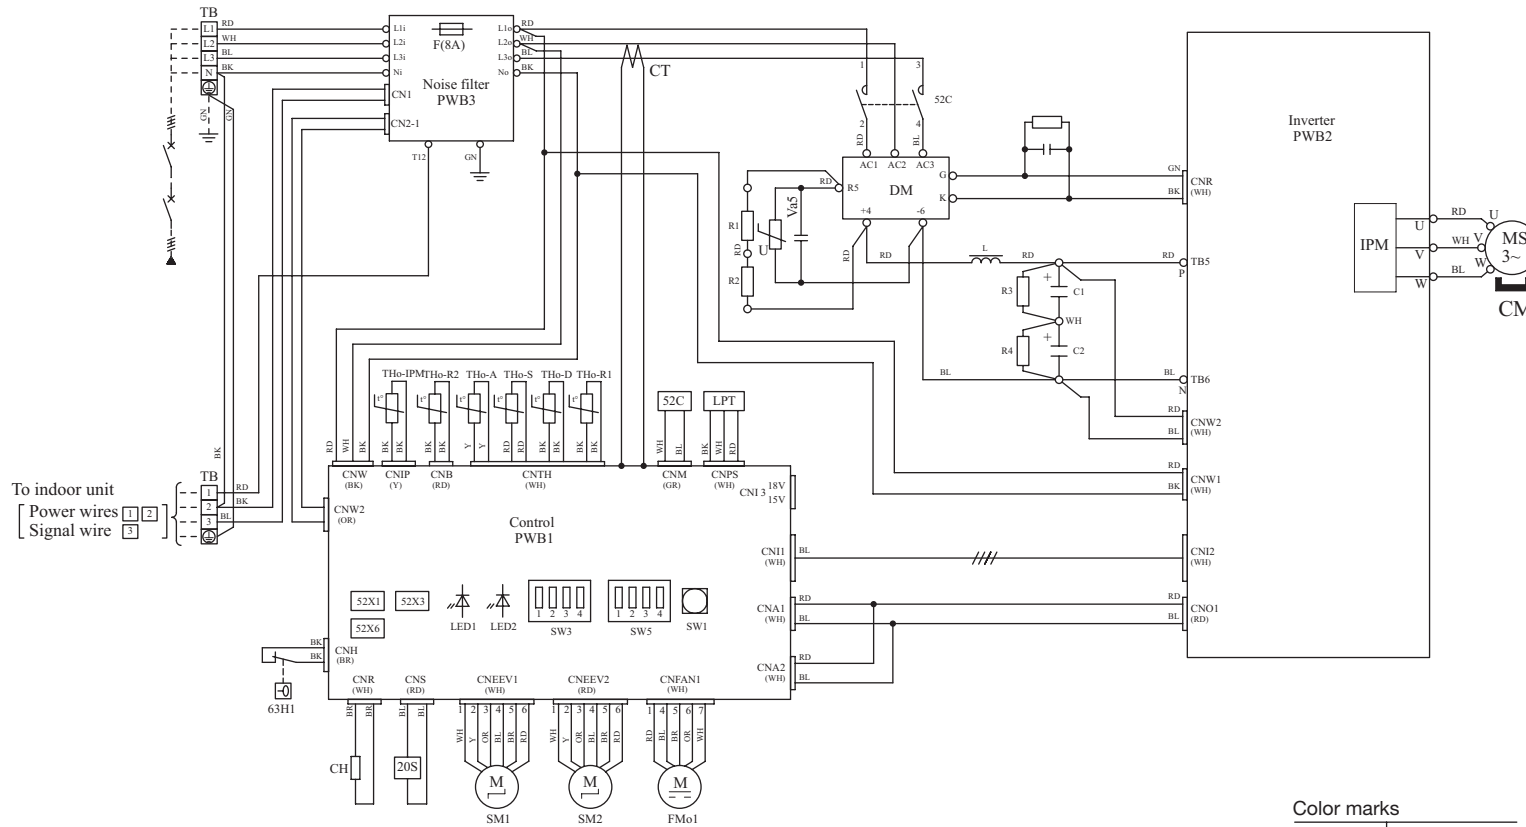 TB
L1 RD
L2 WH
L3 BL
N BK
GN
GN
L1i
L2i
L3i
Ni
CN1
CN2-1
F(8A)
Noise filter
PWB3
L1o RD
L2o WH
L3o BL
No BK
T12
GN
CT
1
3
52C
2
4
RD
BL
AC1 AC2 AC3
DM
RD R5
G
K
+4
-6
R1
RD
R2
U
Va5
RD
RD
L
RD
RD
R3
+
C1
WH
R4
+
C2
BL
BL
Inverter
PWB2
GN
BK
CNR
(WH)
TB5
P
TB6
N
RD
BL
CNW2
(WH)
RD
BK
CNW1
(WH)
CNI2
(WH)
RD
BL
CNO1
(RD)
IPM
U RD U
V WH V
W BL W
MS
3~
CM
BK
TB
1 RD
2 BK
3 BL
To indoor unit
Power wires 1 2
Signal wire 3
THo-IPM THo-R2 THo-A THo-S THo-D THo-R1
t° t° t° t° t° t°
52C
LPT
RD WH BK BK BK BK BK Y Y RD RD BK BK BK BK WH BL BK WH RD
CNW
(BK)
CNIP
(Y)
CNB
(RD)
CNTH
(WH)
CNM
(GR)
CNPS
(WH)
CNI 3
18V
15V
CNW2
(OR)
Control
PWB1
CNI1
(WH)
BL
CNA1
(WH)
RD
BL
CNA2
(WH)
RD
BL
52X1
52X3
52X6
LED1
LED2
1 2 3 4
SW3
1 2 3 4
SW5
SW1
BK
BK
CNH
(BR)
63H1
CNR
(WH)
CNS
(RD)
CNEEV1
(WH)
CNEEV2
(RD)
CNFAN1
(WH)
BR BR
BL BL
1 2 3 4 5 6
WH Y OR BL BR RD
1 2 3 4 5 6
WH Y OR BL BR RD
1 4 5 6 7
RD BL BR OR WH
CH
20S
M
SM1
M
SM2
M
FMo1
Color marks